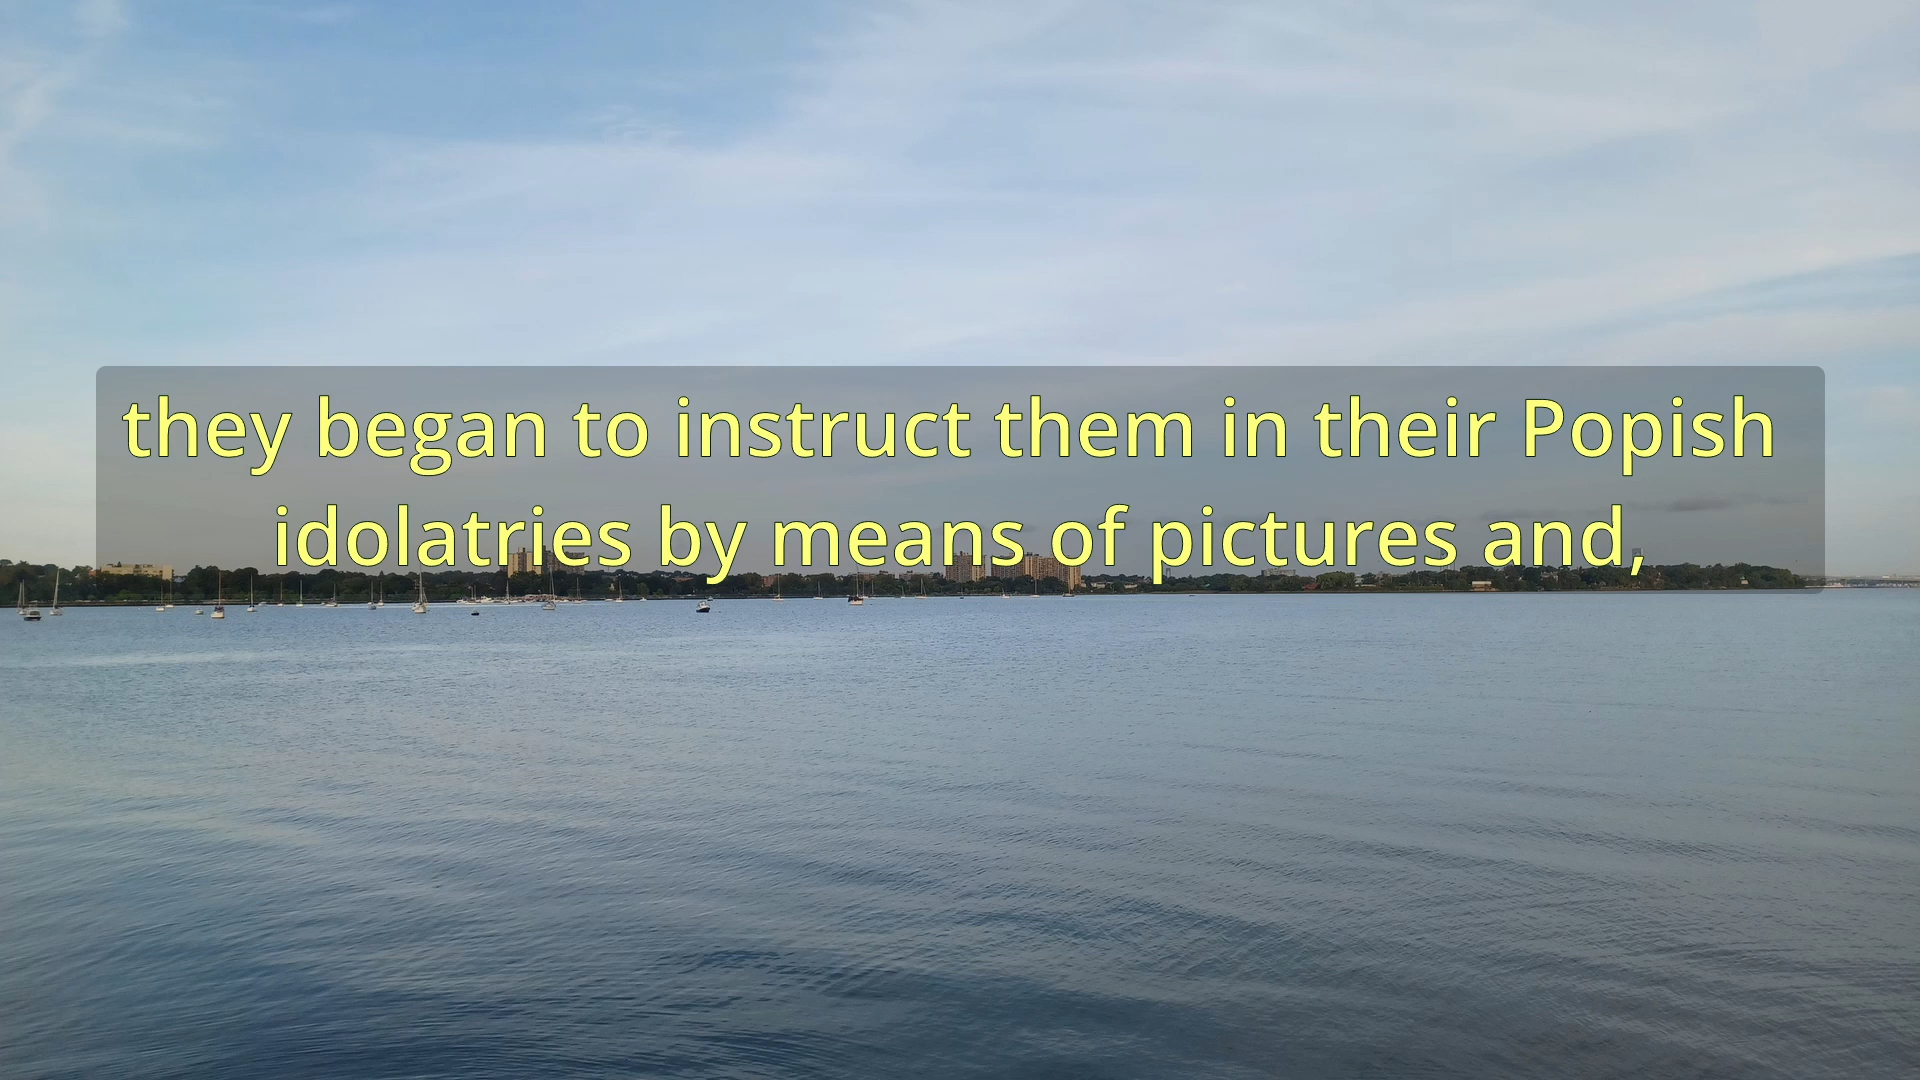 they began to instruct them in their Popish
idolatries by means of pictures and,